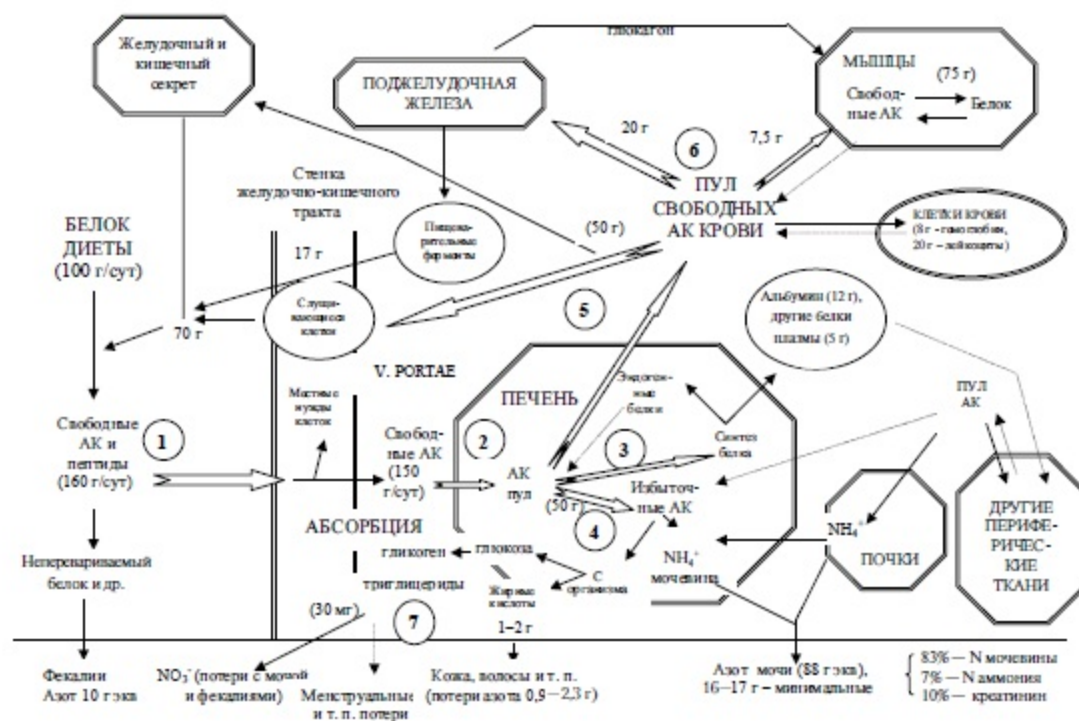 глюкагон
Желудочный и
кишечный
секрет
ПОДЖЕЛУДОЧНАЯ
ЖЕЛЕЗА
МЫШЦЫ
(75 г)
Свобод-
ные АК
Белок
20 г
6
7,5 г
Стенка
желудочно-кишечного
тракта
ПУЛ
СВОБОДНЫХ
АК КРОВИ
БЕЛОК
ДИЕТЫ
(100 г/сут)
17 г
Пищева-
рительные
ферменты
(50 г)
КЛЕТКИ КРОВИ
(8 г - гемоглобин,
20 г – лейкоциты)
Слущи-
вающиеся
клетки
70 г
5
Альбумин (12 г),
другие белки
плазмы (5 г)
V. PORTAE
Местные
нужды
клеток
ПЕЧЕНЬ
Эндоген-
ные
белки
ПУЛ
АК
Свободные
АК и
пептиды
(160 г/сут)
1
Свобод-
ные АК
(150
г/сут)
2
3
Синтез
белка
АК
пул
(50 г)
Избыточ-
ные АК
4
АБСОРБЦИЯ
NH₄⁺
ПОЧКИ
ДРУГИЕ
ПЕРИФЕ-
РИЧЕС-
КИЕ
ТКАНИ
Неперевариваемый
белок и др.
гликоген
глюкоза
NH₄⁺
мочевина
триглицериды
Жирные
кислоты
С
организма
(30 мг)
7
1–2 г
Фекалии
Азот 10 г экв
NO₃⁻ (потери с мочой
и фекалиями)
Менструальные
и т. п. потери
Кожа, волосы и т. п.
(потери азота 0,9–2,3 г)
Азот мочи (88 г экв),
16–17 г – минимальные
83% — N мочевины
7% — N аммония
10% — креатинин